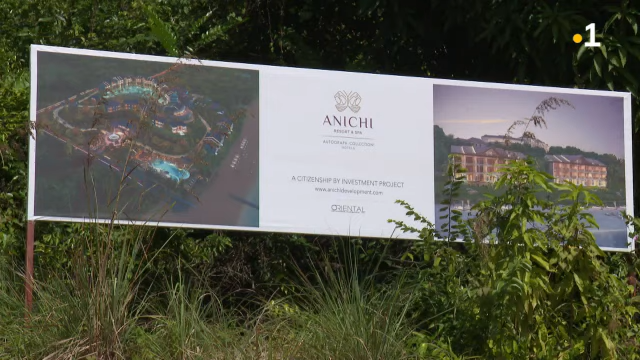 1
ANICHI
RESORT & SPA
AUTOGRAPH COLLECTION
HOTELS
A CITIZENSHIP BY INVESTMENT PROJECT
www.anichidevelopment.com
ORIENTAL